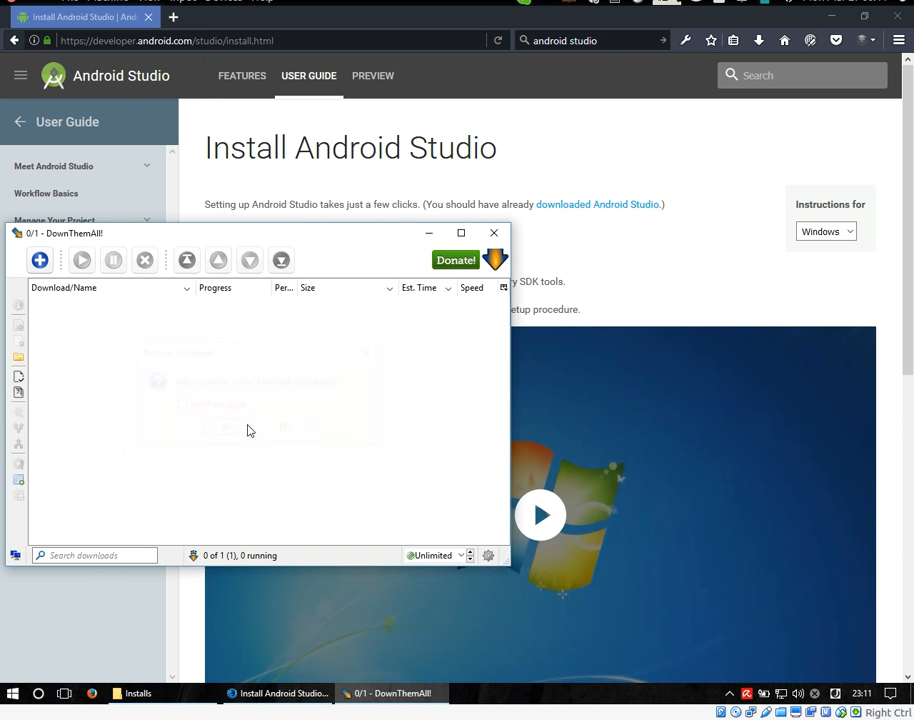 Install Android Studio | And
https://developer.android.com/studio/install.html
android studio
Android Studio
FEATURES
USER GUIDE
PREVIEW
Search
User Guide
Install Android Studio
Meet Android Studio
Workflow Basics
Manage Your Project
Setting up Android Studio takes just a few clicks. (You should have already downloaded Android Studio.)
Instructions for
Windows
0/1 - DownThemAll!
Donate!
y SDK tools.
etup procedure.
Download/Name
Progress
Per...
Size
Est. Time
Speed
Search downloads
0 of 1 (1), 0 running
Unlimited
Installs
Install Android Studio...
0/1 - DownThemAll!
23:11
Right Ctrl